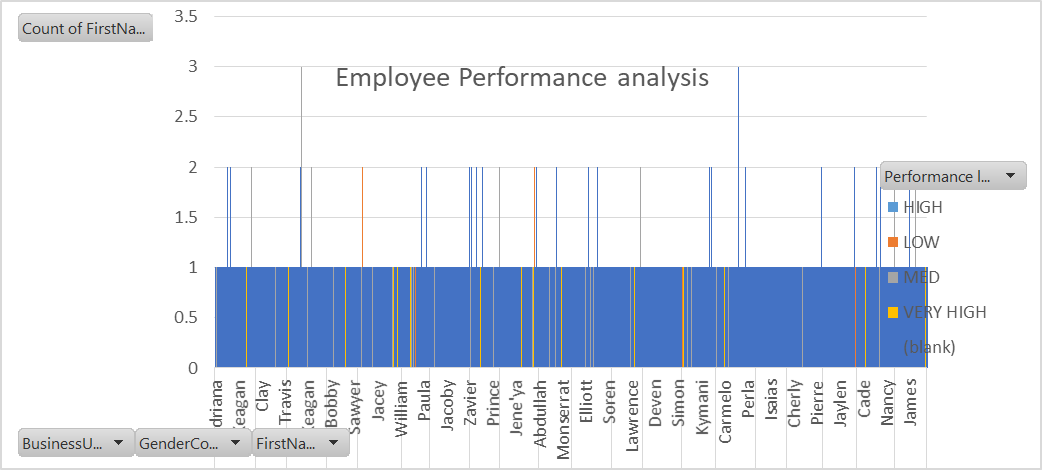 Count of FirstNa...
3.5
3
Employee Performance analysis
2.5
2
Performance l...
HIGH
1.5
LOW
1
MED
0.5
VERY HIGH
(blank)
0
driana
Keagan
Clay
Travis
Reagan
Bobby
Sawyer
Jacey
William
Paula
Jacoby
Zavier
Prince
Jene'ya
Abdullah
Monserrat
Elliott
Soren
Lawrence
Deven
Simon
Kymani
Carmelo
Perla
Isaias
Cherly
Pierre
Jaylen
Cade
Nancy
James
BusinessU... GenderCo... FirstNa...